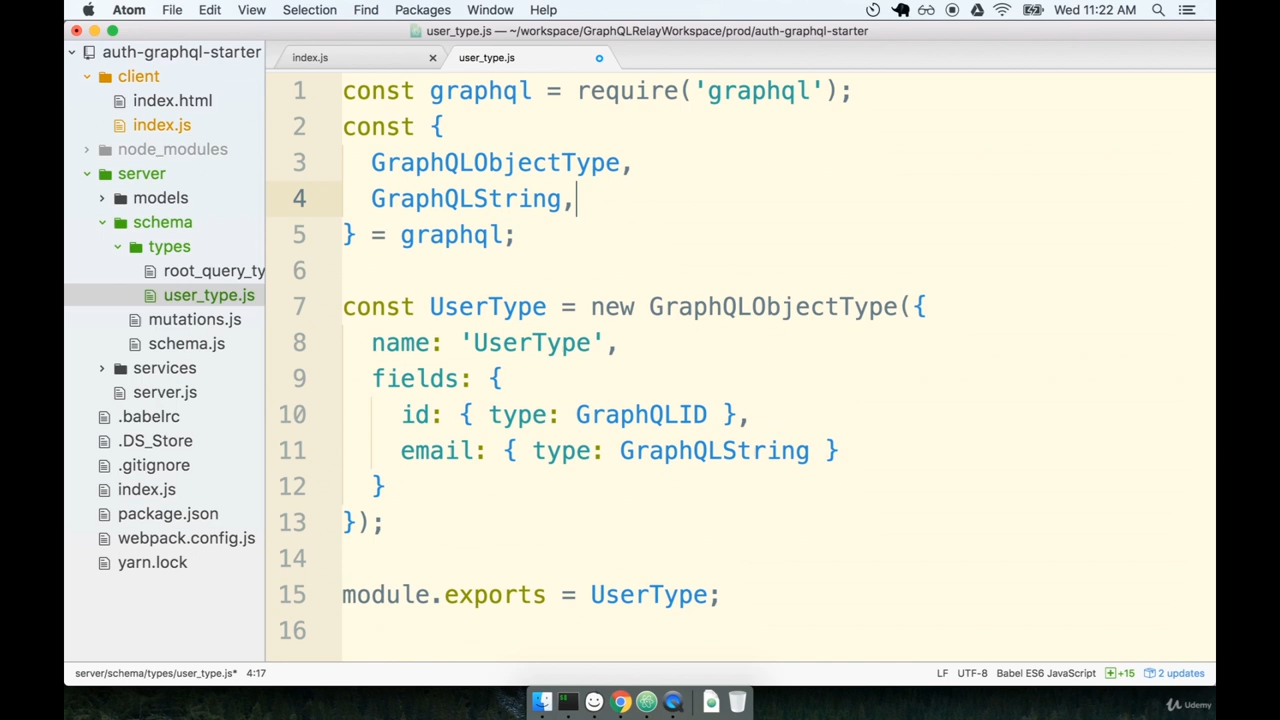 Atom File Edit View Selection Find Packages Window Help Wed 11:22 AM
user_type.js — ~/workspace/GraphQLRelayWorkspace/prod/auth-graphql-starter
auth-graphql-starter
client
index.html
index.js
node_modules
server
models
schema
types
root_query_ty
user_type.js
mutations.js
schema.js
services
server.js
.babelrc
.DS_Store
.gitignore
index.js
package.json
webpack.config.js
yarn.lock
index.js user_type.js
1 const graphql = require('graphql');
2 const {
3 GraphQLObjectType,
4 GraphQLString,
5 } = graphql;
6
7 const UserType = new GraphQLObjectType({
8 name: 'UserType',
9 fields: {
10 id: { type: GraphQLID },
11 email: { type: GraphQLString }
12 }
13 });
14
15 module.exports = UserType;
16
server/schema/types/user_type.js* 4:17 LF UTF-8 Babel ES6 JavaScript +15 2 updates
Udemy